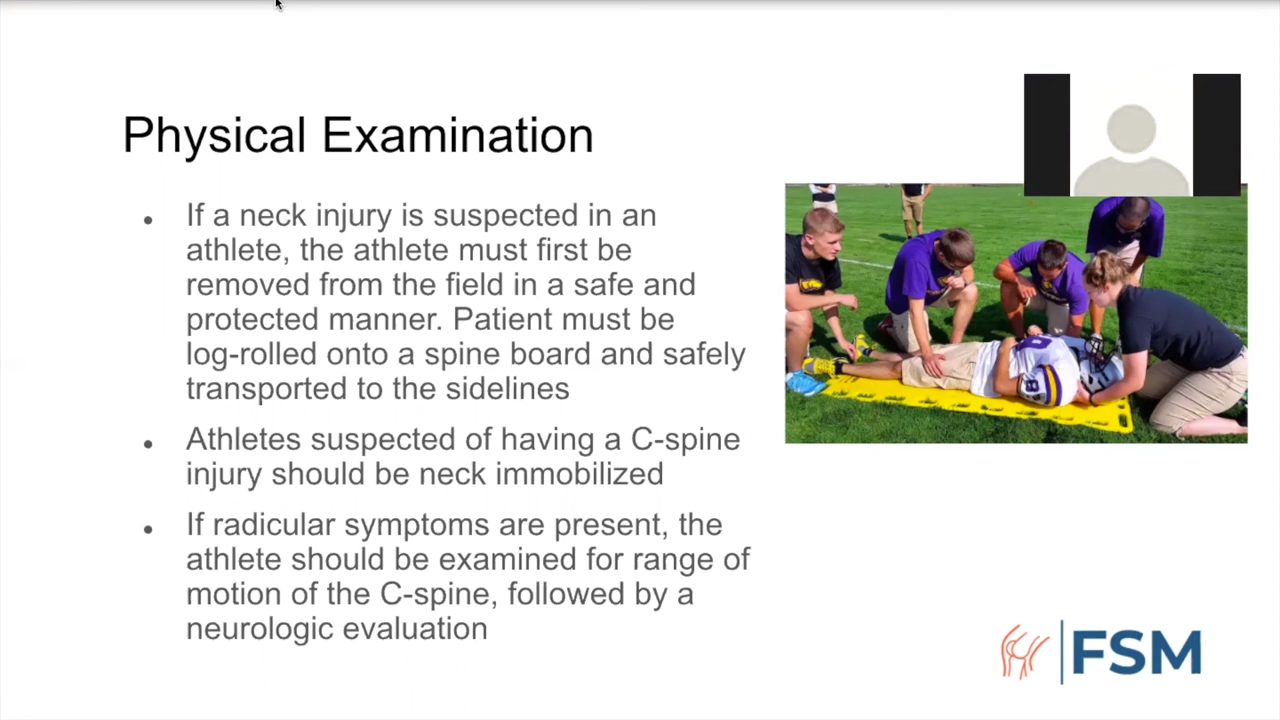 Physical Examination
If a neck injury is suspected in an
athlete, the athlete must first be
removed from the field in a safe and
protected manner. Patient must be
log-rolled onto a spine board and safely
transported to the sidelines
Athletes suspected of having a C-spine
injury should be neck immobilized
If radicular symptoms are present, the
athlete should be examined for range of
motion of the C-spine, followed by a
neurologic evaluation
8
FSM